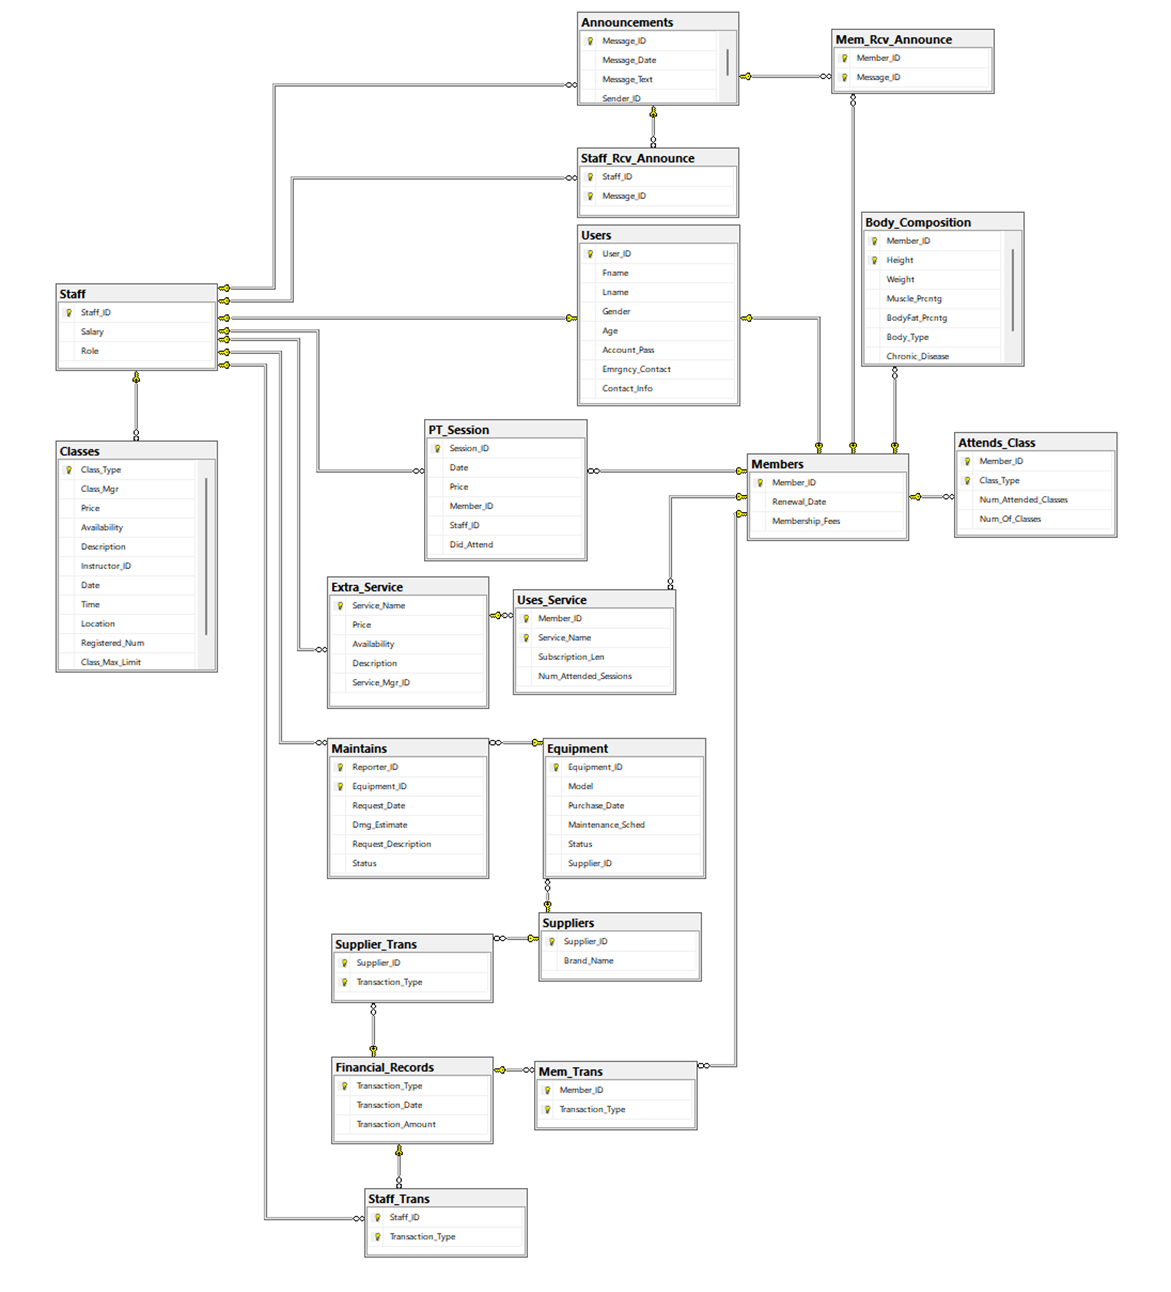 Announcements
Message_ID
Message_Date
Message_Text
Sender_ID
Mem_Rcv_Announce
Member_ID
Message_ID
Staff_Rcv_Announce
Staff_ID
Message_ID
Body_Composition
Member_ID
Height
Weight
Muscle_Prcntg
BodyFat_Prcntg
Body_Type
Chronic_Disease
Users
User_ID
Fname
Lname
Gender
Age
Account_Pass
Emrgncy_Contact
Contact_Info
Staff
Staff_ID
Salary
Role
Classes
Class_Type
Class_Mgr
Price
Availability
Description
Instructor_ID
Date
Time
Location
Registered_Num
Class_Max_Limit
PT_Session
Session_ID
Date
Price
Member_ID
Staff_ID
Did_Attend
Members
Member_ID
Renewal_Date
Membership_Fees
Attends_Class
Member_ID
Class_Type
Num_Attended_Classes
Num_Of_Classes
Extra_Service
Service_Name
Price
Availability
Description
Service_Mgr_ID
Uses_Service
Member_ID
Service_Name
Subscription_Len
Num_Attended_Sessions
Maintains
Reporter_ID
Equipment_ID
Request_Date
Dmg_Estimate
Request_Description
Status
Equipment
Equipment_ID
Model
Purchase_Date
Maintenance_Sched
Status
Supplier_ID
Suppliers
Supplier_ID
Brand_Name
Supplier_Trans
Supplier_ID
Transaction_Type
Financial_Records
Transaction_Type
Transaction_Date
Transaction_Amount
Mem_Trans
Member_ID
Transaction_Type
Staff_Trans
Staff_ID
Transaction_Type